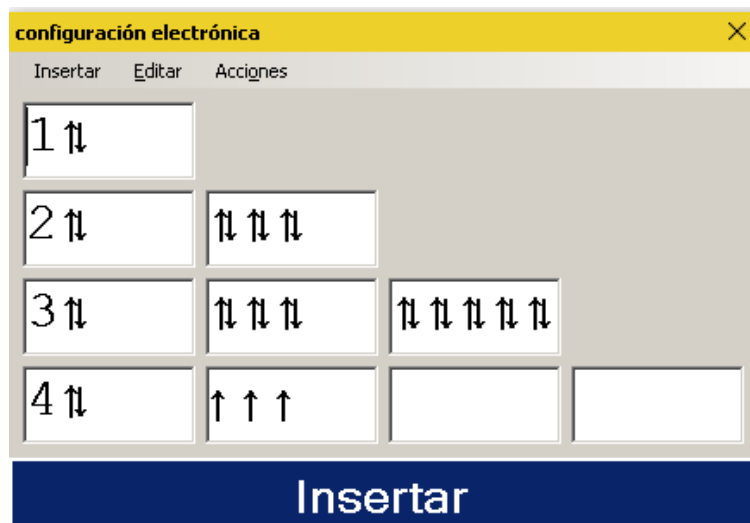 configuración electrónica
Insertar Editar Acciones
1⇅
2⇅ ⇅⇅⇅
3⇅ ⇅⇅⇅ ⇅⇅⇅⇅⇅
4⇅ ↑↑↑
Insertar